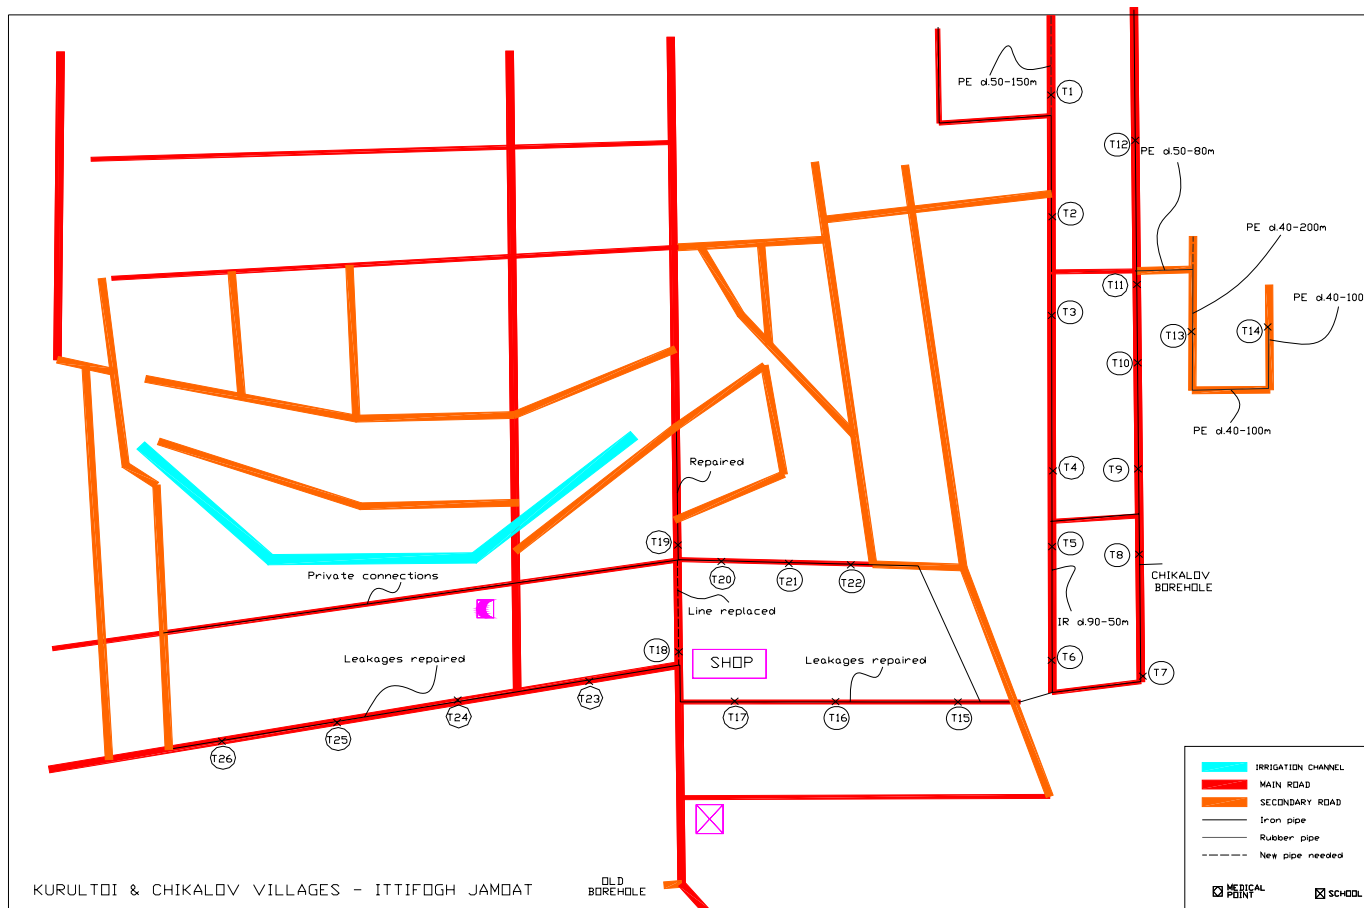 PE d.50-150m
T1
T12
PE d.50-80m
T2
PE d.40-200m
T11
PE d.40-100
T3
T13
T14
T10
PE d.40-100m
Repaired
T4
T9
T19
T5
T8
T20
T21
T22
Private connections
CHIKALOV
BOREHOLE
Line replaced
IR d.90-50m
T18
SHOP
Leakages repaired
Leakages repaired
T6
T7
T23
T24
T17
T16
T15
T25
T26
IRRIGATION CHANNEL
MAIN ROAD
SECONDARY ROAD
Iron pipe
Rubber pipe
New pipe needed
MEDICAL
POINT
SCHOOL
KURULTOI & CHIKALOV VILLAGES - ITTIFOGH JAMOAT
OLD
BOREHOLE